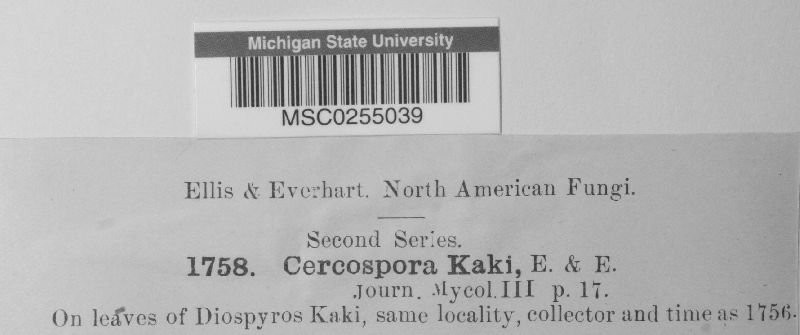 Michigan State University
MSC0255039
Ellis & Everhart. North American Fungi.
Second Series.
1758. Cercospora Kaki, E. & E.
Journ. Mycol. III p. 17.
On leaves of Diospyros Kaki, same locality, collector and time as 1756.